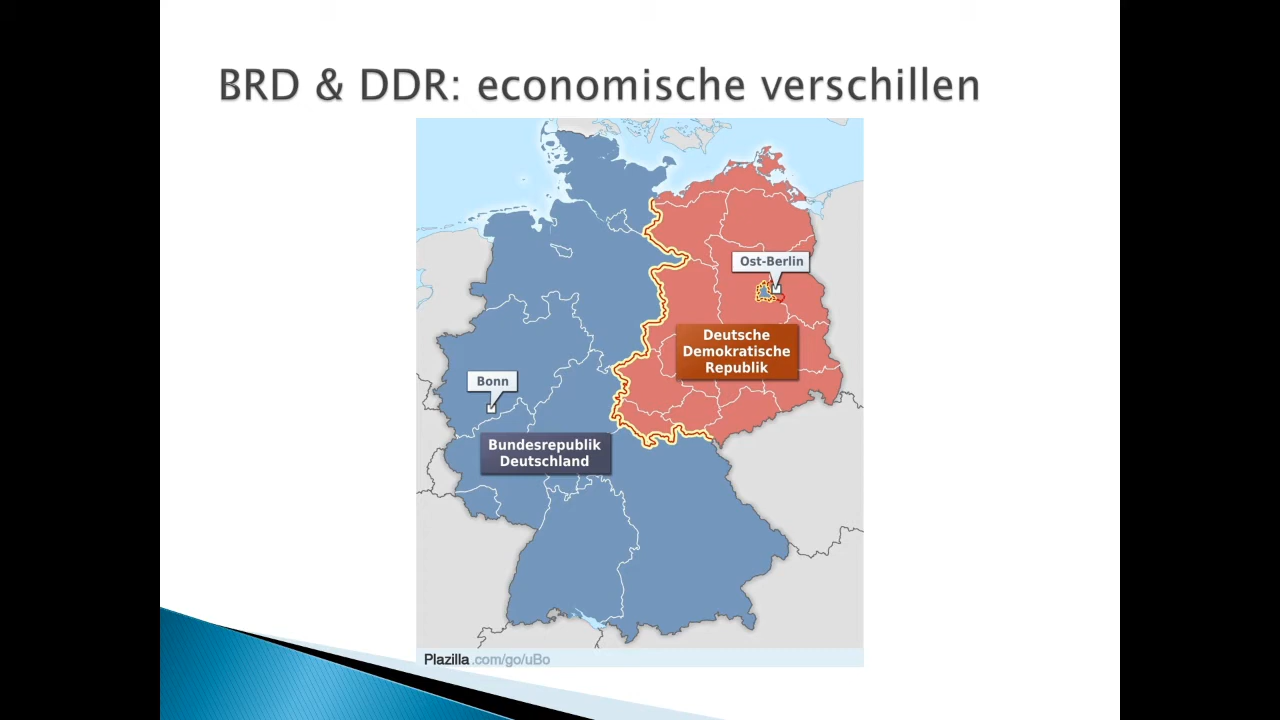 BRD & DDR: economische verschillen
Ost-Berlin
Deutsche
Demokratische
Republik
Bonn
Bundesrepublik
Deutschland
Plazilla.com/go/uBo